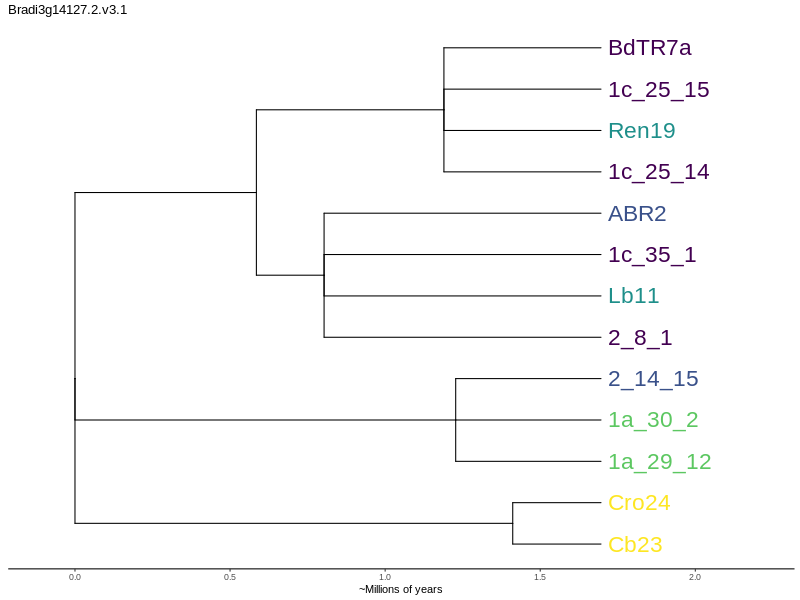 Bradi3g14127.2.v3.1
BdTR7a
1c_25_15
Ren19
1c_25_14
ABR2
1c_35_1
Lb11
2_8_1
2_14_15
1a_30_2
1a_29_12
Cro24
Cb23
0.0 0.5 1.0 1.5 2.0
~Millions of years